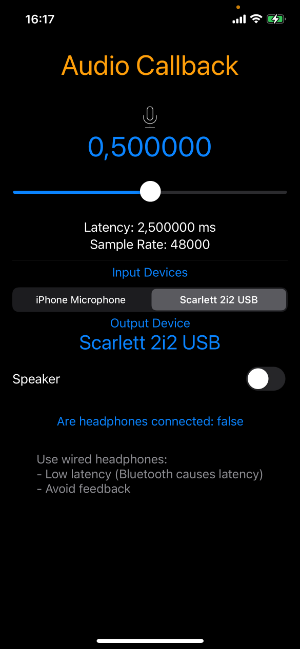 16:17
Audio Callback
0,500000
Latency: 2,500000 ms
Sample Rate: 48000
Input Devices
iPhone Microphone
Scarlett 2i2 USB
Output Device
Scarlett 2i2 USB
Speaker
Are headphones connected: false
Use wired headphones:
- Low latency (Bluetooth causes latency)
- Avoid feedback